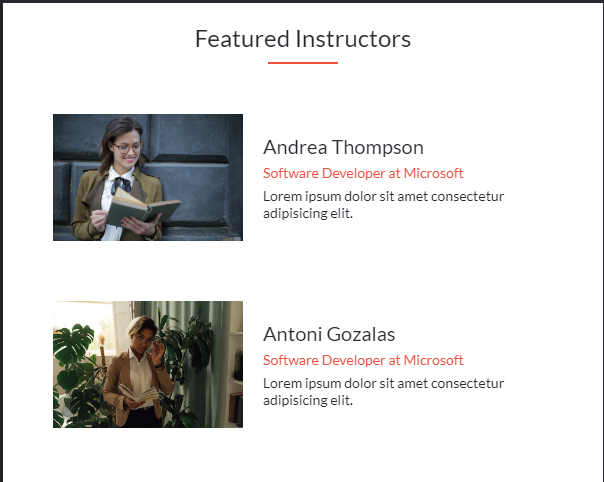 Featured Instructors
Andrea Thompson
Software Developer at Microsoft
Lorem ipsum dolor sit amet consectetur
adipisicing elit.
Antoni Gozalas
Software Developer at Microsoft
Lorem ipsum dolor sit amet consectetur
adipisicing elit.